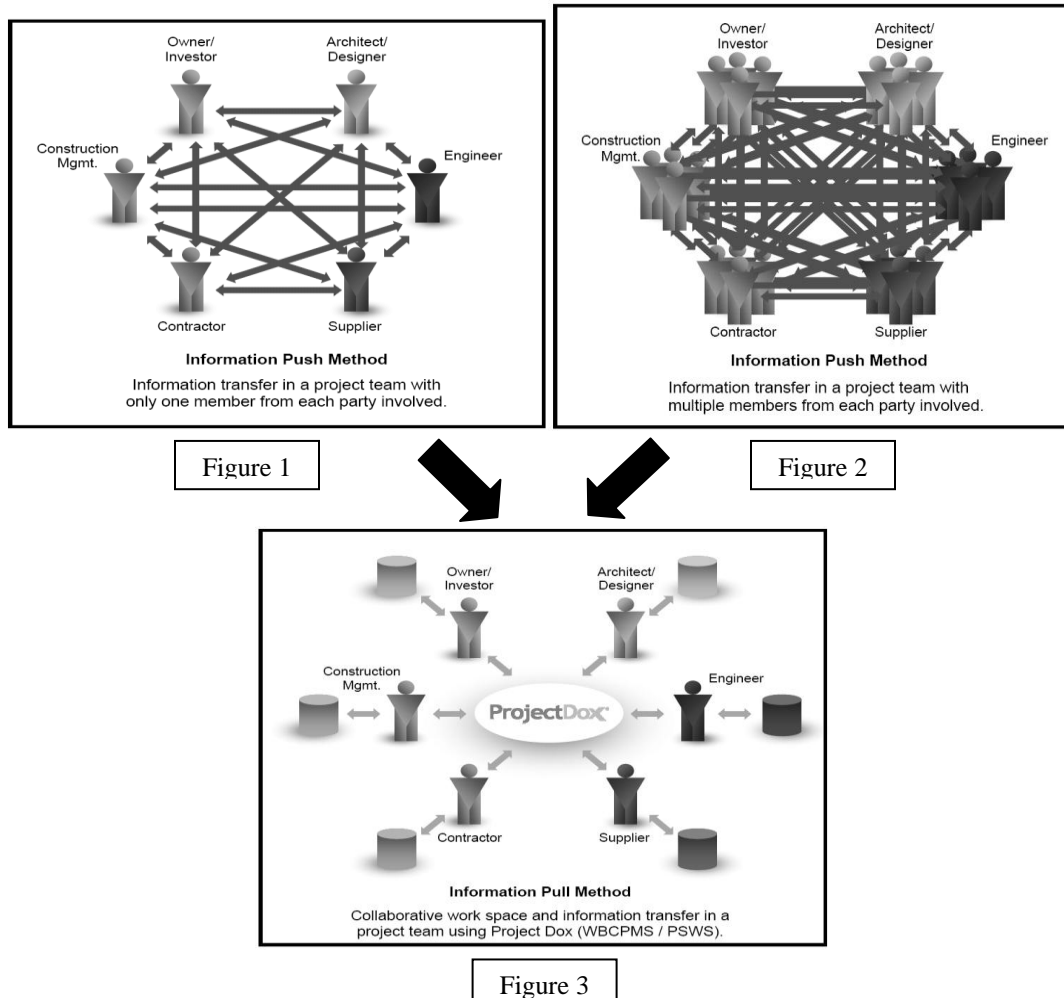 Owner/
Investor
Architect/
Designer
Construction
Mgmt.
Engineer
Contractor
Supplier
Information Push Method
Information transfer in a project team with
only one member from each party involved.
Figure 1
Owner/
Investor
Architect/
Designer
Construction
Mgmt.
Engineer
Contractor
Supplier
Information Push Method
Information transfer in a project team with
multiple members from each party involved.
Figure 2
Owner/
Investor
Architect/
Designer
Construction
Mgmt.
Engineer
ProjectDox
Contractor
Supplier
Information Pull Method
Collaborative work space and information transfer in a
project team using Project Dox (WBCPMS / PSWS).
Figure 3